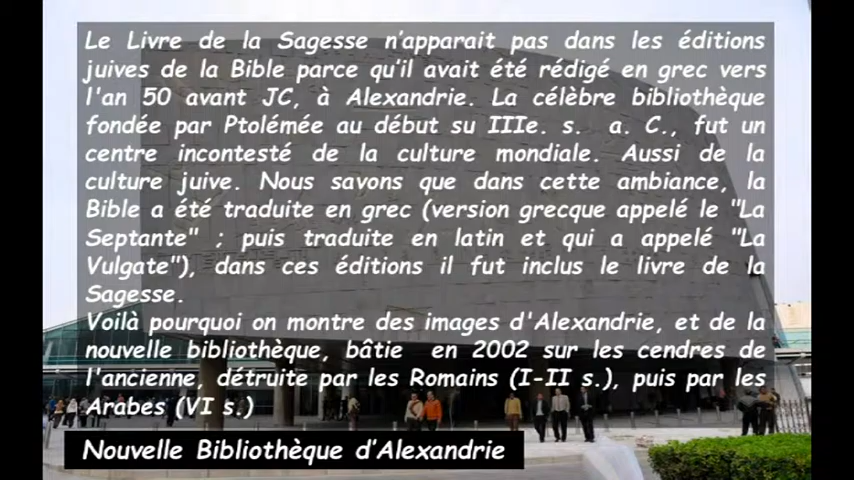 Le Livre de la Sagesse n'apparait pas dans les éditions
juives de la Bible parce qu'il avait été rédigé en grec vers
l'an 50 avant JC, à Alexandrie. La célèbre bibliothèque
fondée par Ptolémée au début su IIIe. s. a. C., fut un
centre incontesté de la culture mondiale. Aussi de la
culture juive. Nous savons que dans cette ambiance, la
Bible a été traduite en grec (version grecque appelé le "La
Septante" ; puis traduite en latin et qui a appelé "La
Vulgate"), dans ces éditions il fut inclus le livre de la
Sagesse.
Voilà pourquoi on montre des images d'Alexandrie, et de la
nouvelle bibliothèque, bâtie en 2002 sur les cendres de
l'ancienne, détruite par les Romains (I-II s.), puis par les
Arabes (VI s.)
Nouvelle Bibliothèque d'Alexandrie